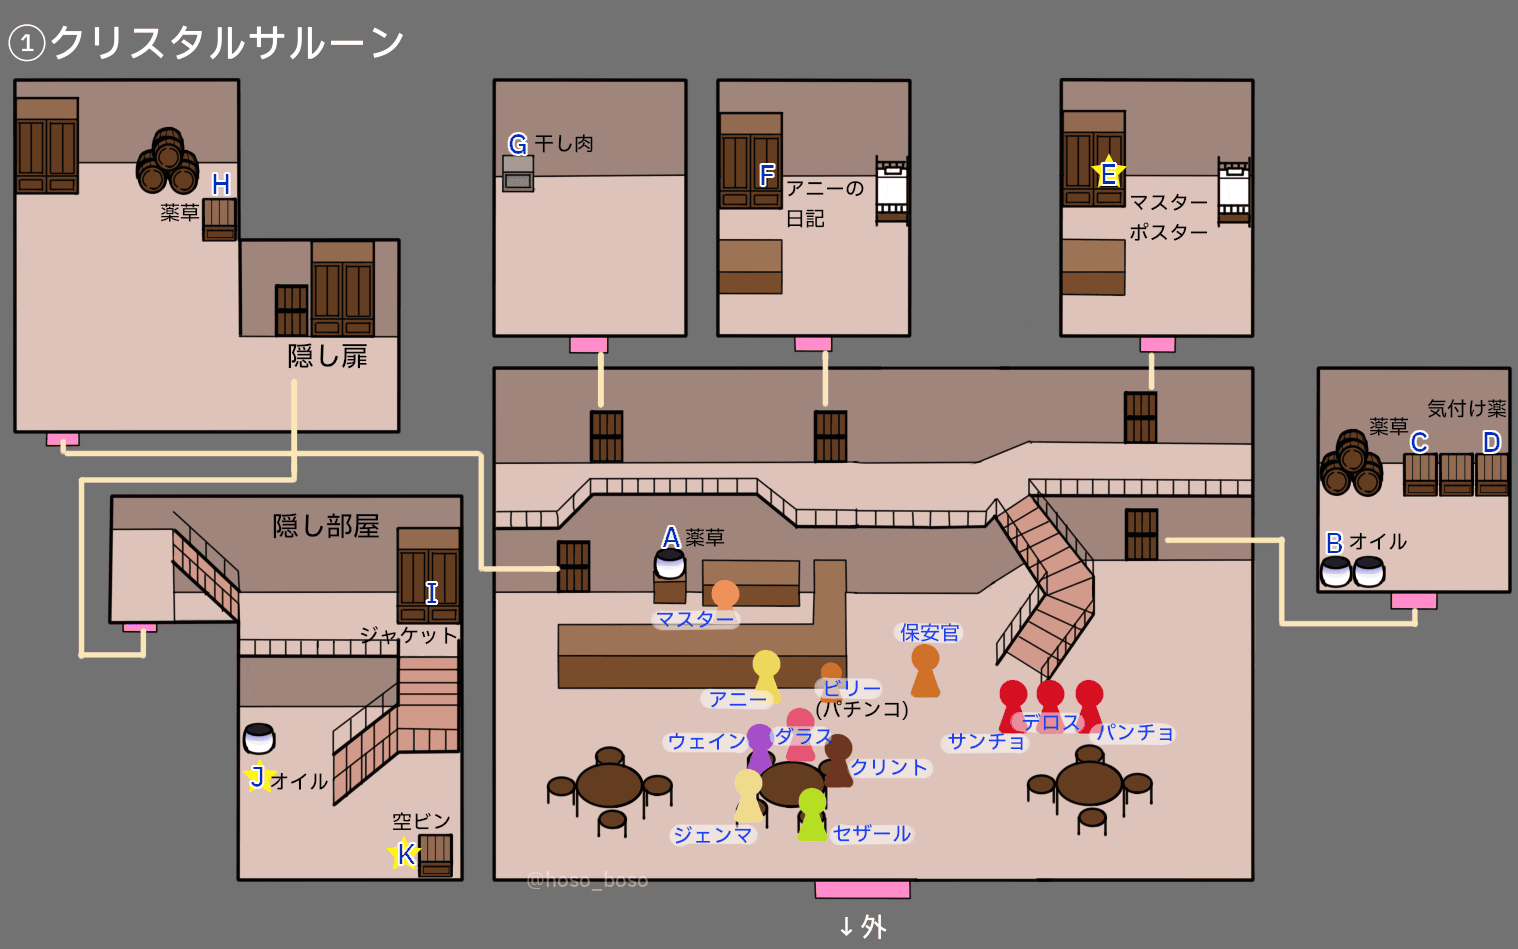 ①クリスタルサルーン
G 干し肉
F
アニーの
日記
E
マスター
ポスター
H
薬草
隠し扉
気付け薬
薬草
C
D
B オイル
隠し部屋
I
ジャケット
J オイル
空ビン
K
A 薬草
マスター
保安官
アニー
ビリー
(パチンコ)
ウェイン
ダラス
クリント
ジェンマ
セザール
デロス
サンチョ
パンチョ
@hoso_boso
↓外